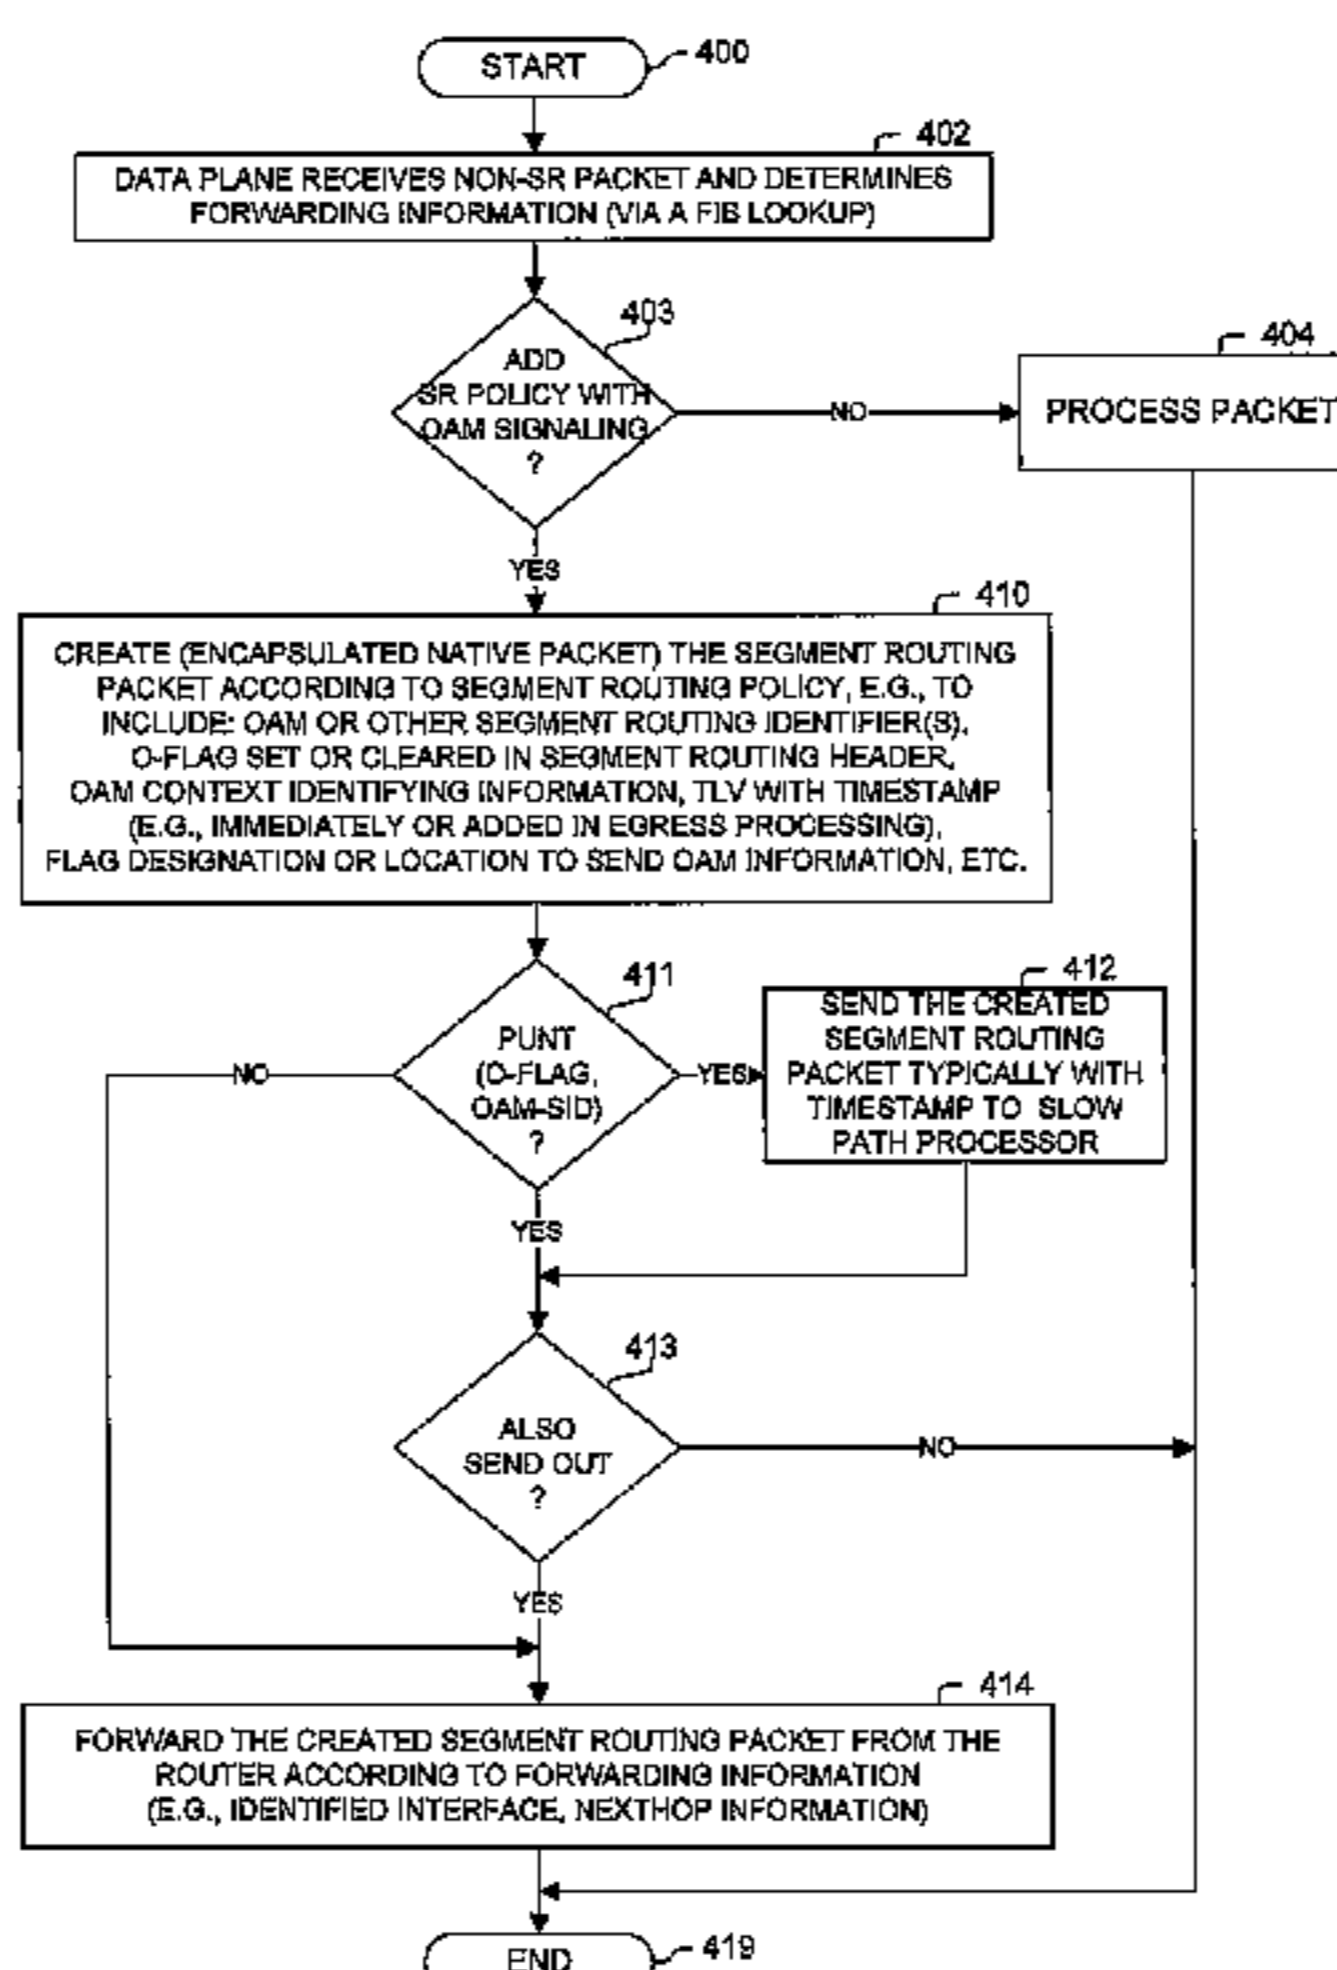 START
400
402
DATA PLANE RECEIVES NON-SR PACKET AND DETERMINES
FORWARDING INFORMATION (VIA A FIB LOOKUP)
403
ADD
SR POLICY WITH
OAM SIGNALING
?
NO
404
PROCESS PACKET
YES
410
CREATE (ENCAPSULATED NATIVE PACKET) THE SEGMENT ROUTING
PACKET ACCORDING TO SEGMENT ROUTING POLICY, E.G., TO
INCLUDE: OAM OR OTHER SEGMENT ROUTING IDENTIFIER(S),
O-FLAG SET OR CLEARED IN SEGMENT ROUTING HEADER,
OAM CONTEXT IDENTIFYING INFORMATION, TLV WITH TIMESTAMP
(E.G., IMMEDIATELY OR ADDED IN EGRESS PROCESSING),
FLAG DESIGNATION OR LOCATION TO SEND OAM INFORMATION, ETC.
411
PUNT
(O-FLAG,
OAM-SID)
?
NO
YES
412
SEND THE CREATED
SEGMENT ROUTING
PACKET TYPICALLY WITH
TIMESTAMP TO SLOW
PATH PROCESSOR
YES
413
ALSO
SEND OUT
?
NO
YES
414
FORWARD THE CREATED SEGMENT ROUTING PACKET FROM THE
ROUTER ACCORDING TO FORWARDING INFORMATION
(E.G., IDENTIFIED INTERFACE, NEXTHOP INFORMATION)
END
419